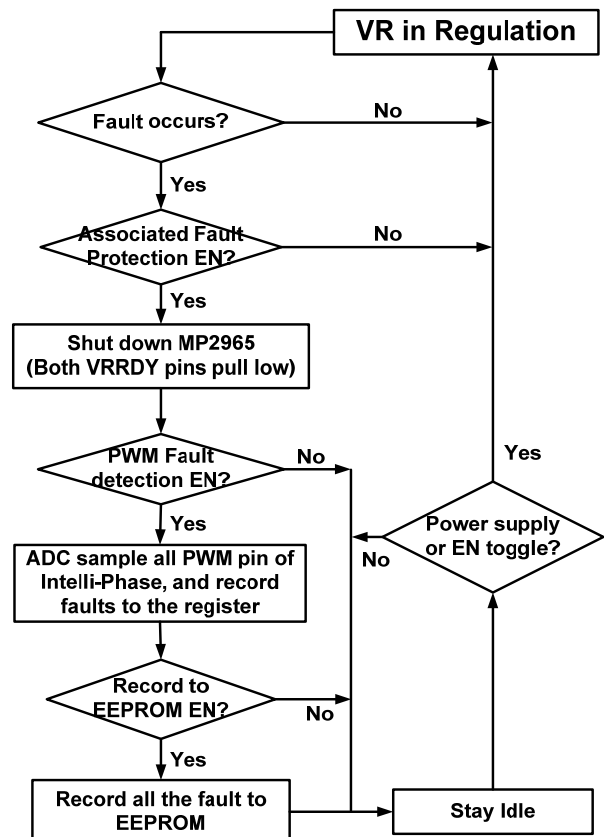 VR in Regulation
Fault occurs?
No
Yes
Associated Fault
Protection EN?
No
Yes
Shut down MP2965
(Both VRRDY pins pull low)
PWM Fault
detection EN?
No
Yes
Yes
Power supply
or EN toggle?
No
ADC sample all PWM pin of
Intelli-Phase, and record
faults to the register
Record to
EEPROM EN?
No
Yes
Record all the fault to
EEPROM
Stay Idle